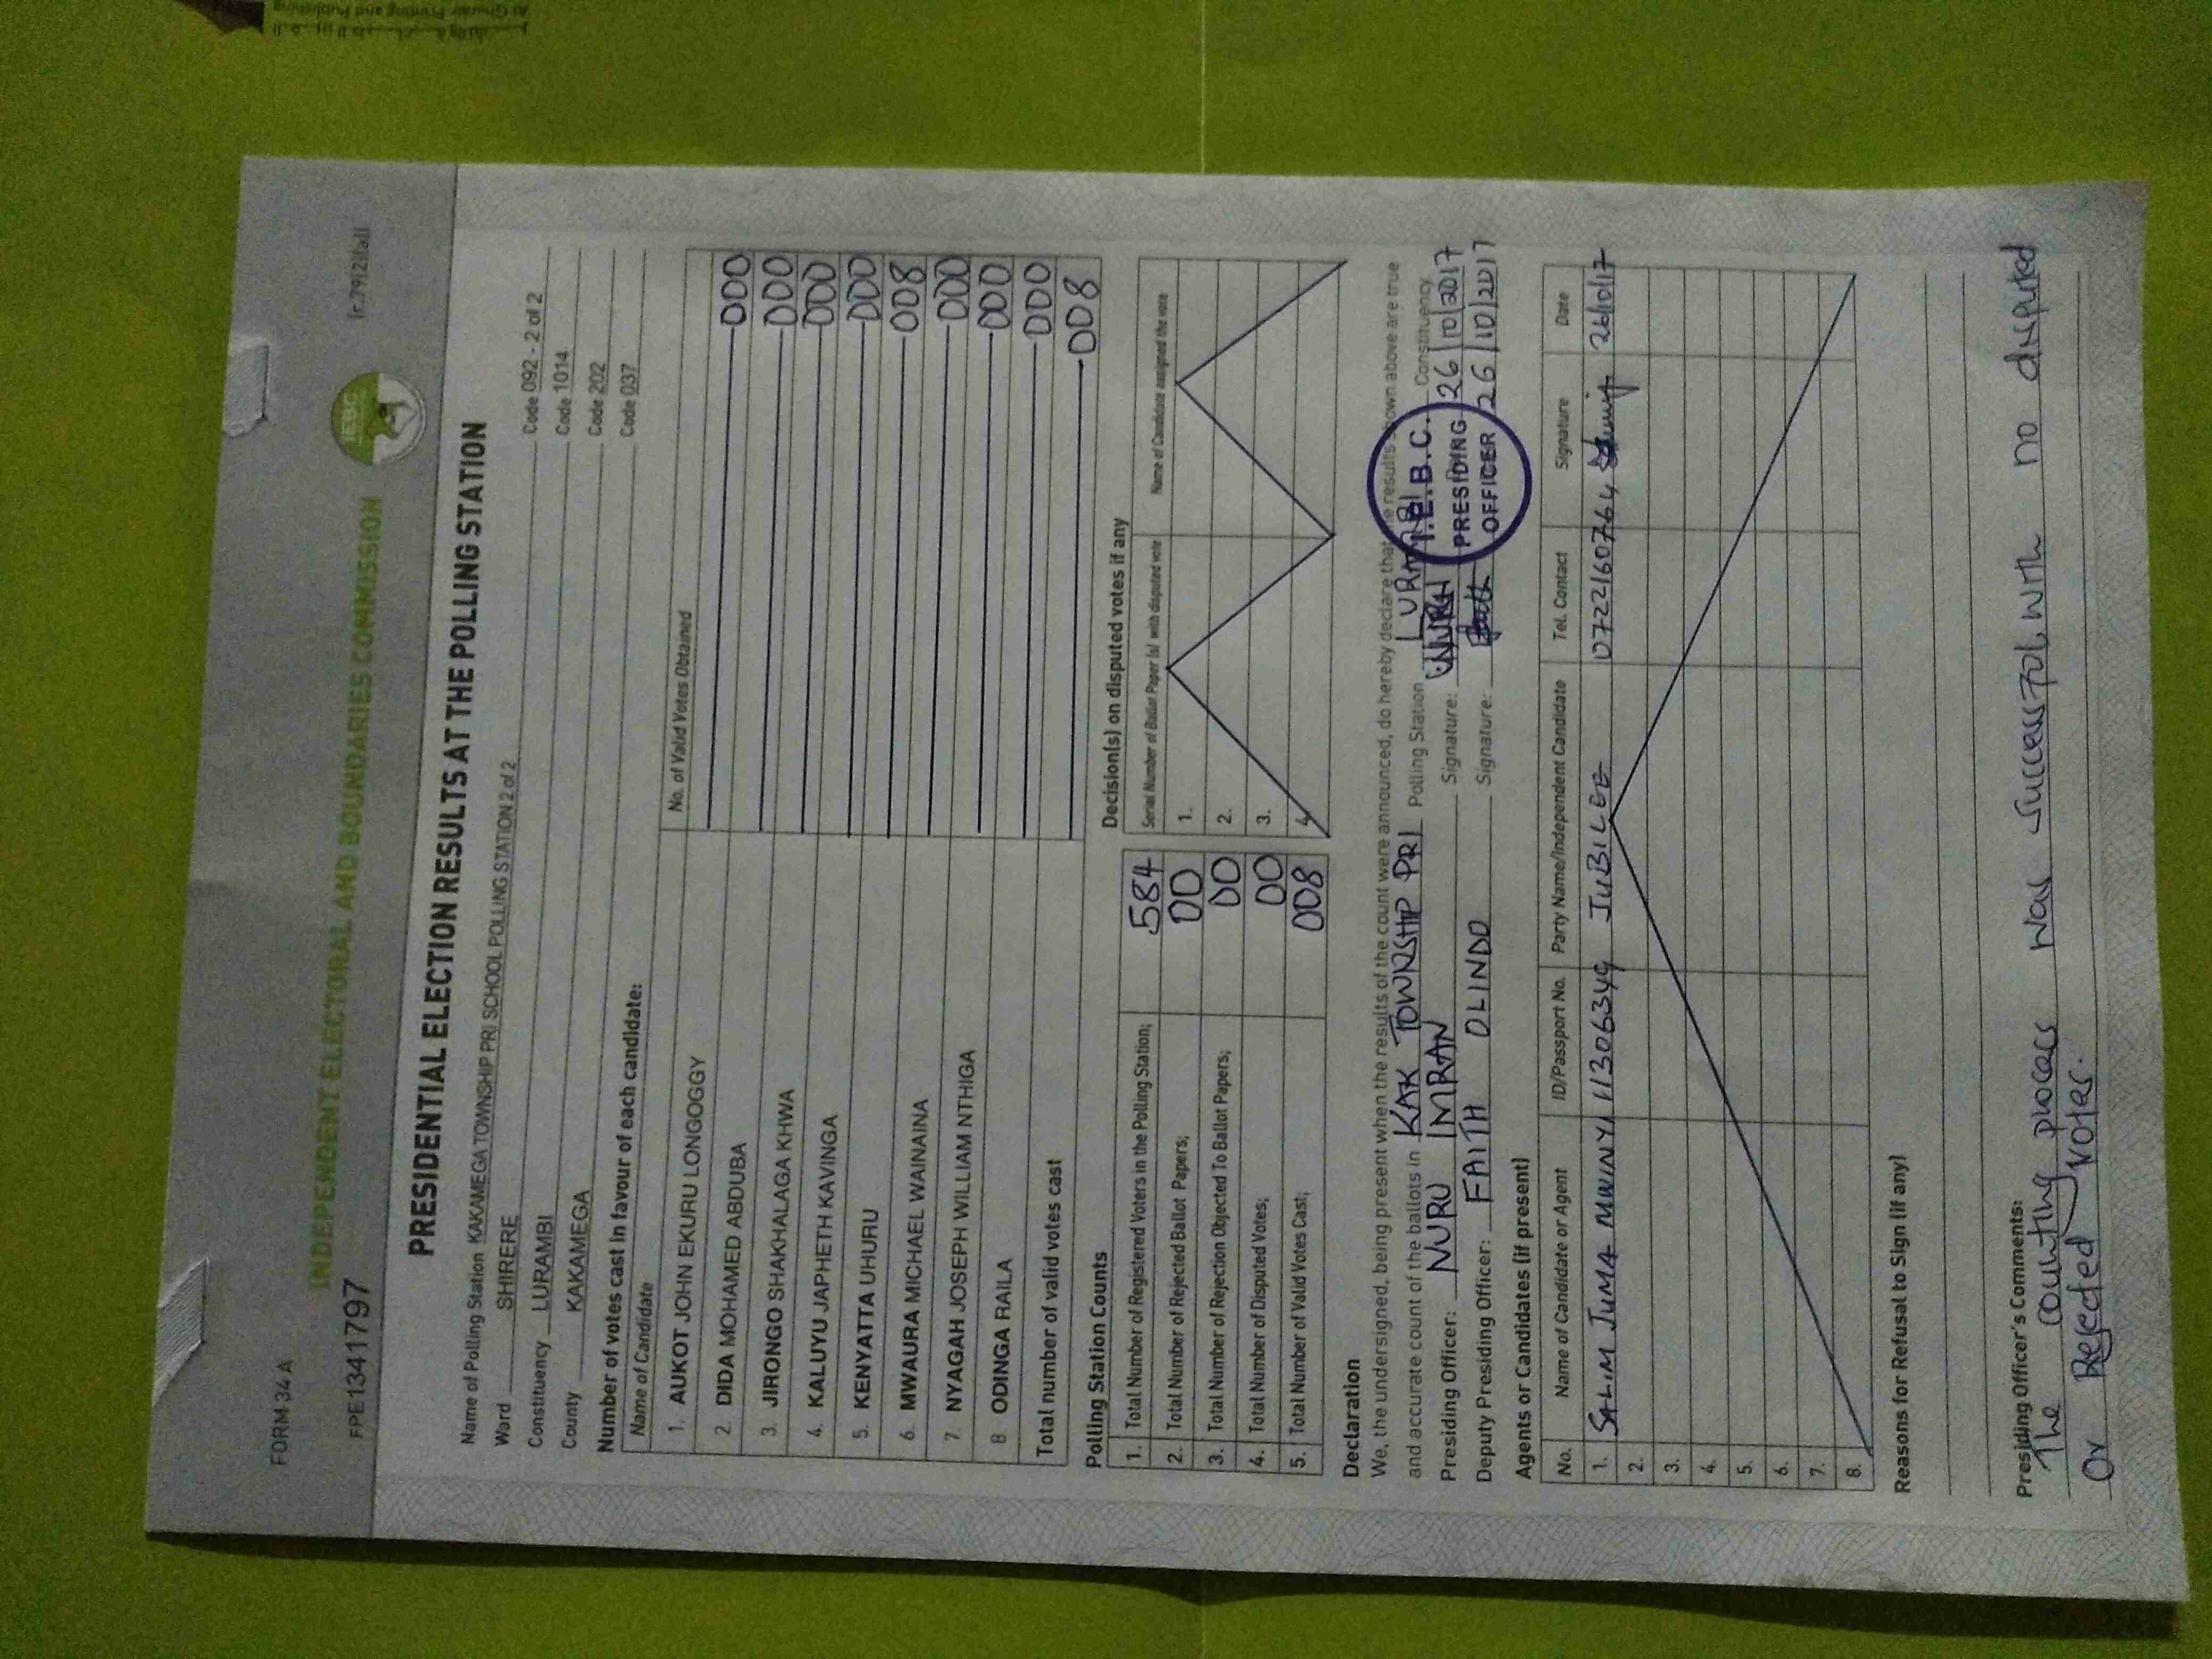 FORM 34 A
INDEPENDENT ELECTORAL AND BOUNDARIES COMMISSION
IEBC
FPE1341797
PRESIDENTIAL ELECTION RESULTS AT THE POLLING STATION
Name of Polling Station KAKAMEGA TOWNSHIP PRI SCHOOL POLLING STATION 2 of 2 Code 092 - 2 of 2
Ward SHIRERE Code 1014
Constituency LURAMBI Code 202
County KAKAMEGA Code 037
Number of votes cast in favour of each candidate:
Name of Candidate No. of Valid Votes Obtained
1. AUKOT JOHN EKURU LONGOGGY 000
2. DIDA MOHAMED ABDUBA 000
3. JIRONGO SHAKHALAGA KHWA 000
4. KALUYU JAPHETH KAVINGA 000
5. KENYATTA UHURU 008
6. MWAURA MICHAEL WAINAINA 000
7. NYAGAH JOSEPH WILLIAM NTHIGA 000
8 ODINGA RAILA 000
Total number of valid votes cast 008
Polling Station Counts
1. Total Number of Registered Voters in the Polling Station; 584
2. Total Number of Rejected Ballot Papers; 00
3. Total Number of Rejection Objected To Ballot Papers; 00
4. Total Number of Disputed Votes; 00
5. Total Number of Valid Votes Cast; 008
Decision(s) on disputed votes if any
Serial Number of Ballot Paper (s) with disputed vote Name of Candidate assigned the vote
1.
2.
3.
4.
Declaration
We, the undersigned, being present when the results of the count were announced, do hereby declare that the results shown above are true
and accurate count of the ballots in KAK TOWNSHIP PRI Polling Station LURAMBI Constituency
Presiding Officer: NURU IMRAN Signature: NURU 26/10/2017
Deputy Presiding Officer: FAITH OLINDO Signature: 26/10/2017
I.E.B.C.
PRESIDING
OFFICER
Agents or Candidates (if present)
No. Name of Candidate or Agent ID/Passport No. Party Name/Independent Candidate Tel. Contact Signature Date
1. SALIM JUMA MWINYI 11306349 JUBILEE 0722160764 26/10/17
2.
3.
4.
5.
6.
7.
8.
Reasons for Refusal to Sign (if any)
Presiding Officer's Comments:
The counting process was successful with no disputed
or Rejected votes.